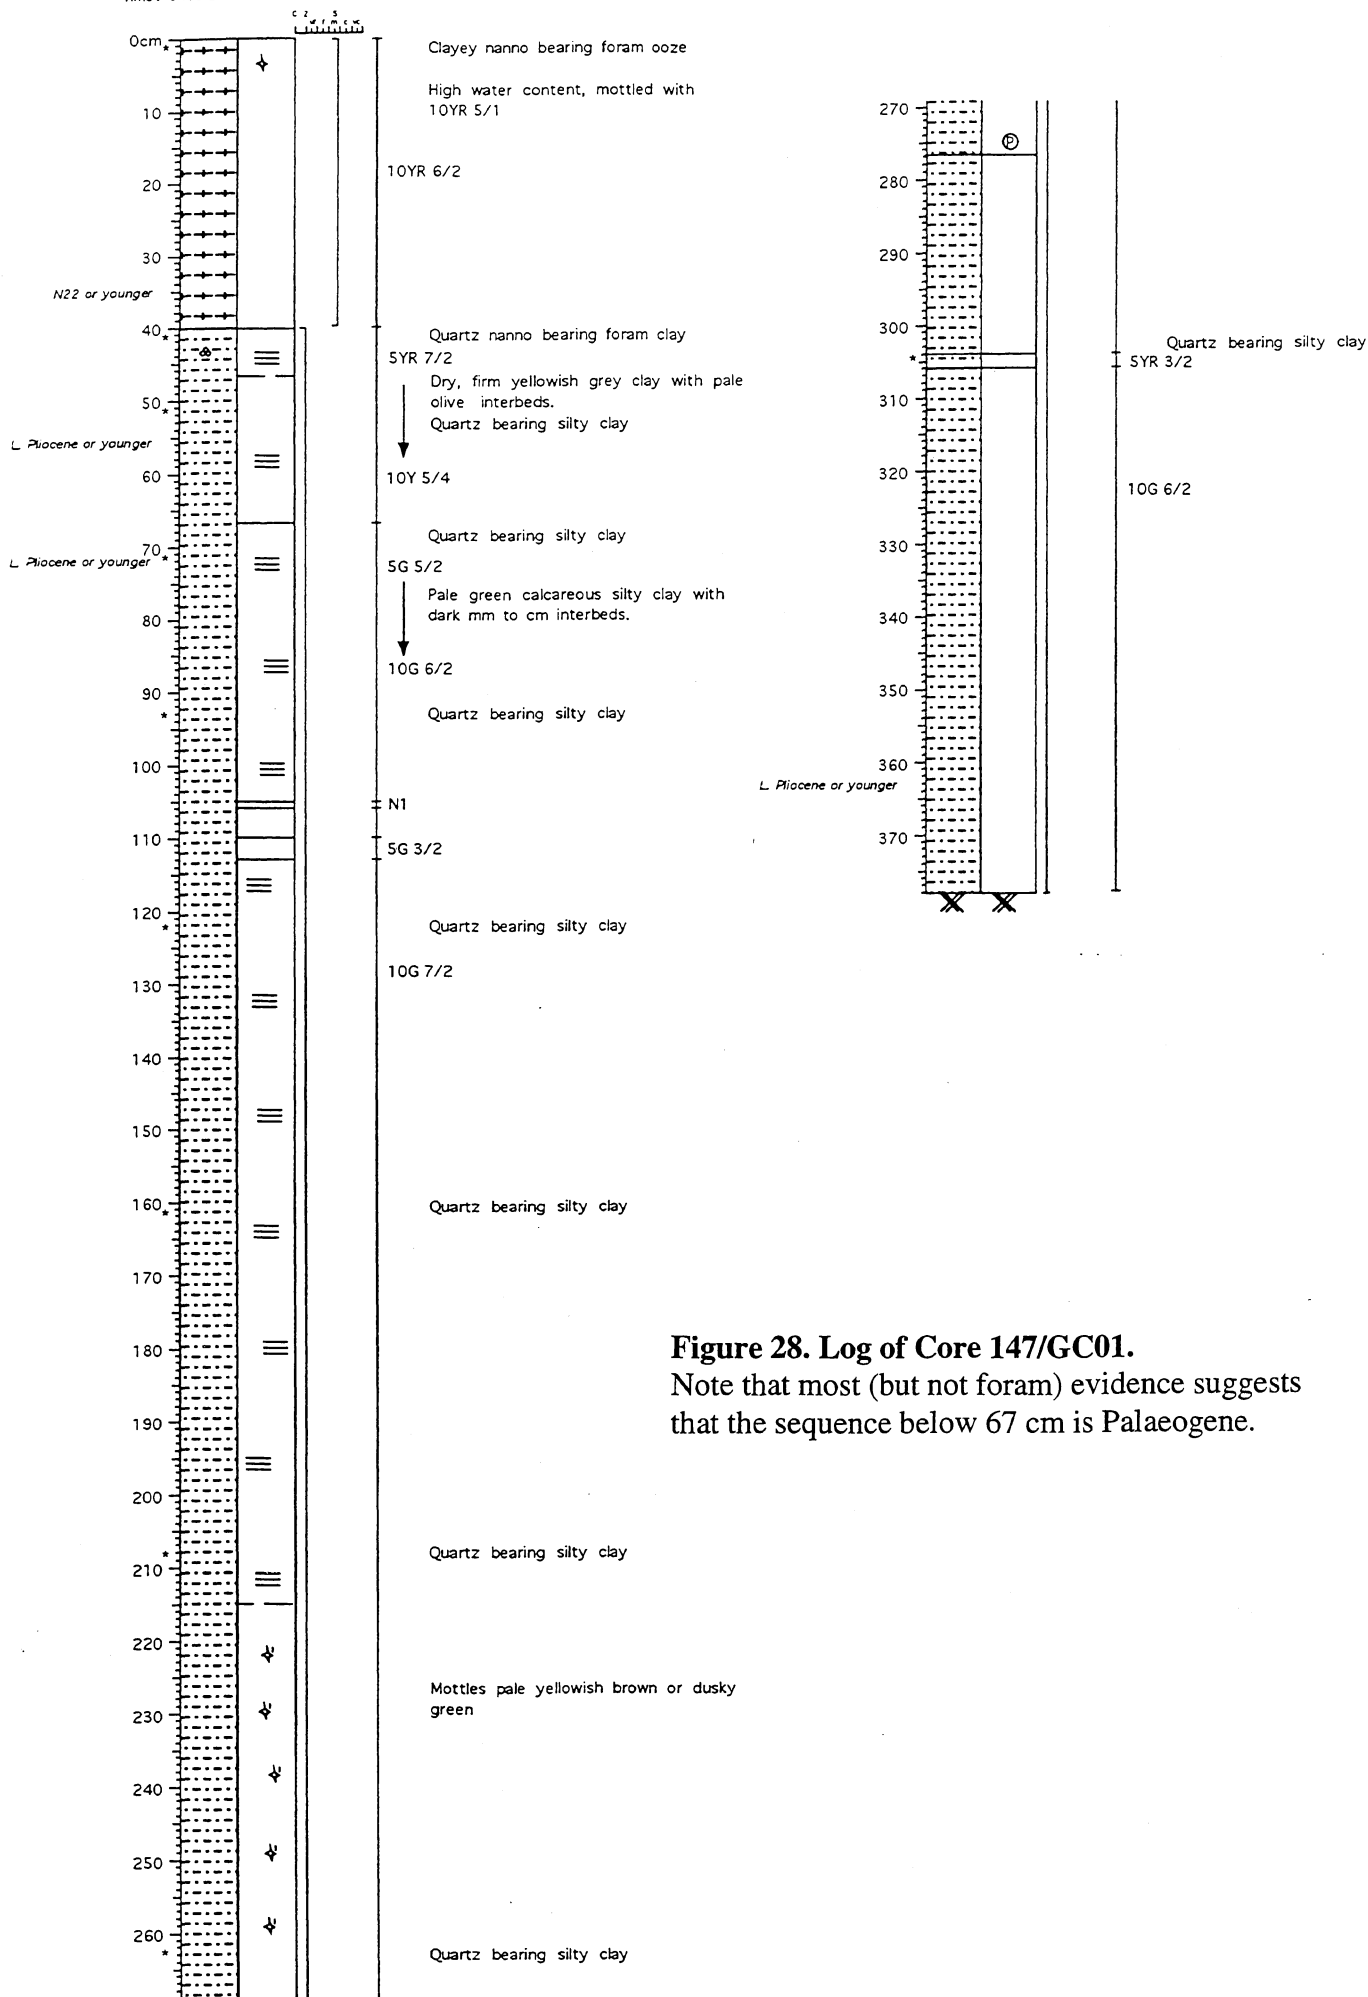 C Z S
vf f m c vc
0cm *
Clayey nanno bearing foram ooze
High water content, mottled with
10YR 5/1
10
10YR 6/2
20
30
N22 or younger
40 *
Quartz nanno bearing foram clay
5YR 7/2
Dry, firm yellowish grey clay with pale
olive interbeds.
50 *
Quartz bearing silty clay
L Pliocene or younger
60
10Y 5/4
Quartz bearing silty clay
70 *
L Pliocene or younger
5G 5/2
Pale green calcareous silty clay with
dark mm to cm interbeds.
80
10G 6/2
90
*
Quartz bearing silty clay
100
N1
110
5G 3/2
120
*
Quartz bearing silty clay
10G 7/2
130
140
150
160 *
Quartz bearing silty clay
170
180
190
200
*
Quartz bearing silty clay
210
220
Mottles pale yellowish brown or dusky
green
230
240
250
260
*
Quartz bearing silty clay
270
P
280
290
300
Quartz bearing silty clay
*
5YR 3/2
310
320
10G 6/2
330
340
350
360
L Pliocene or younger
370
Figure 28. Log of Core 147/GC01.
Note that most (but not foram) evidence suggests
that the sequence below 67 cm is Palaeogene.